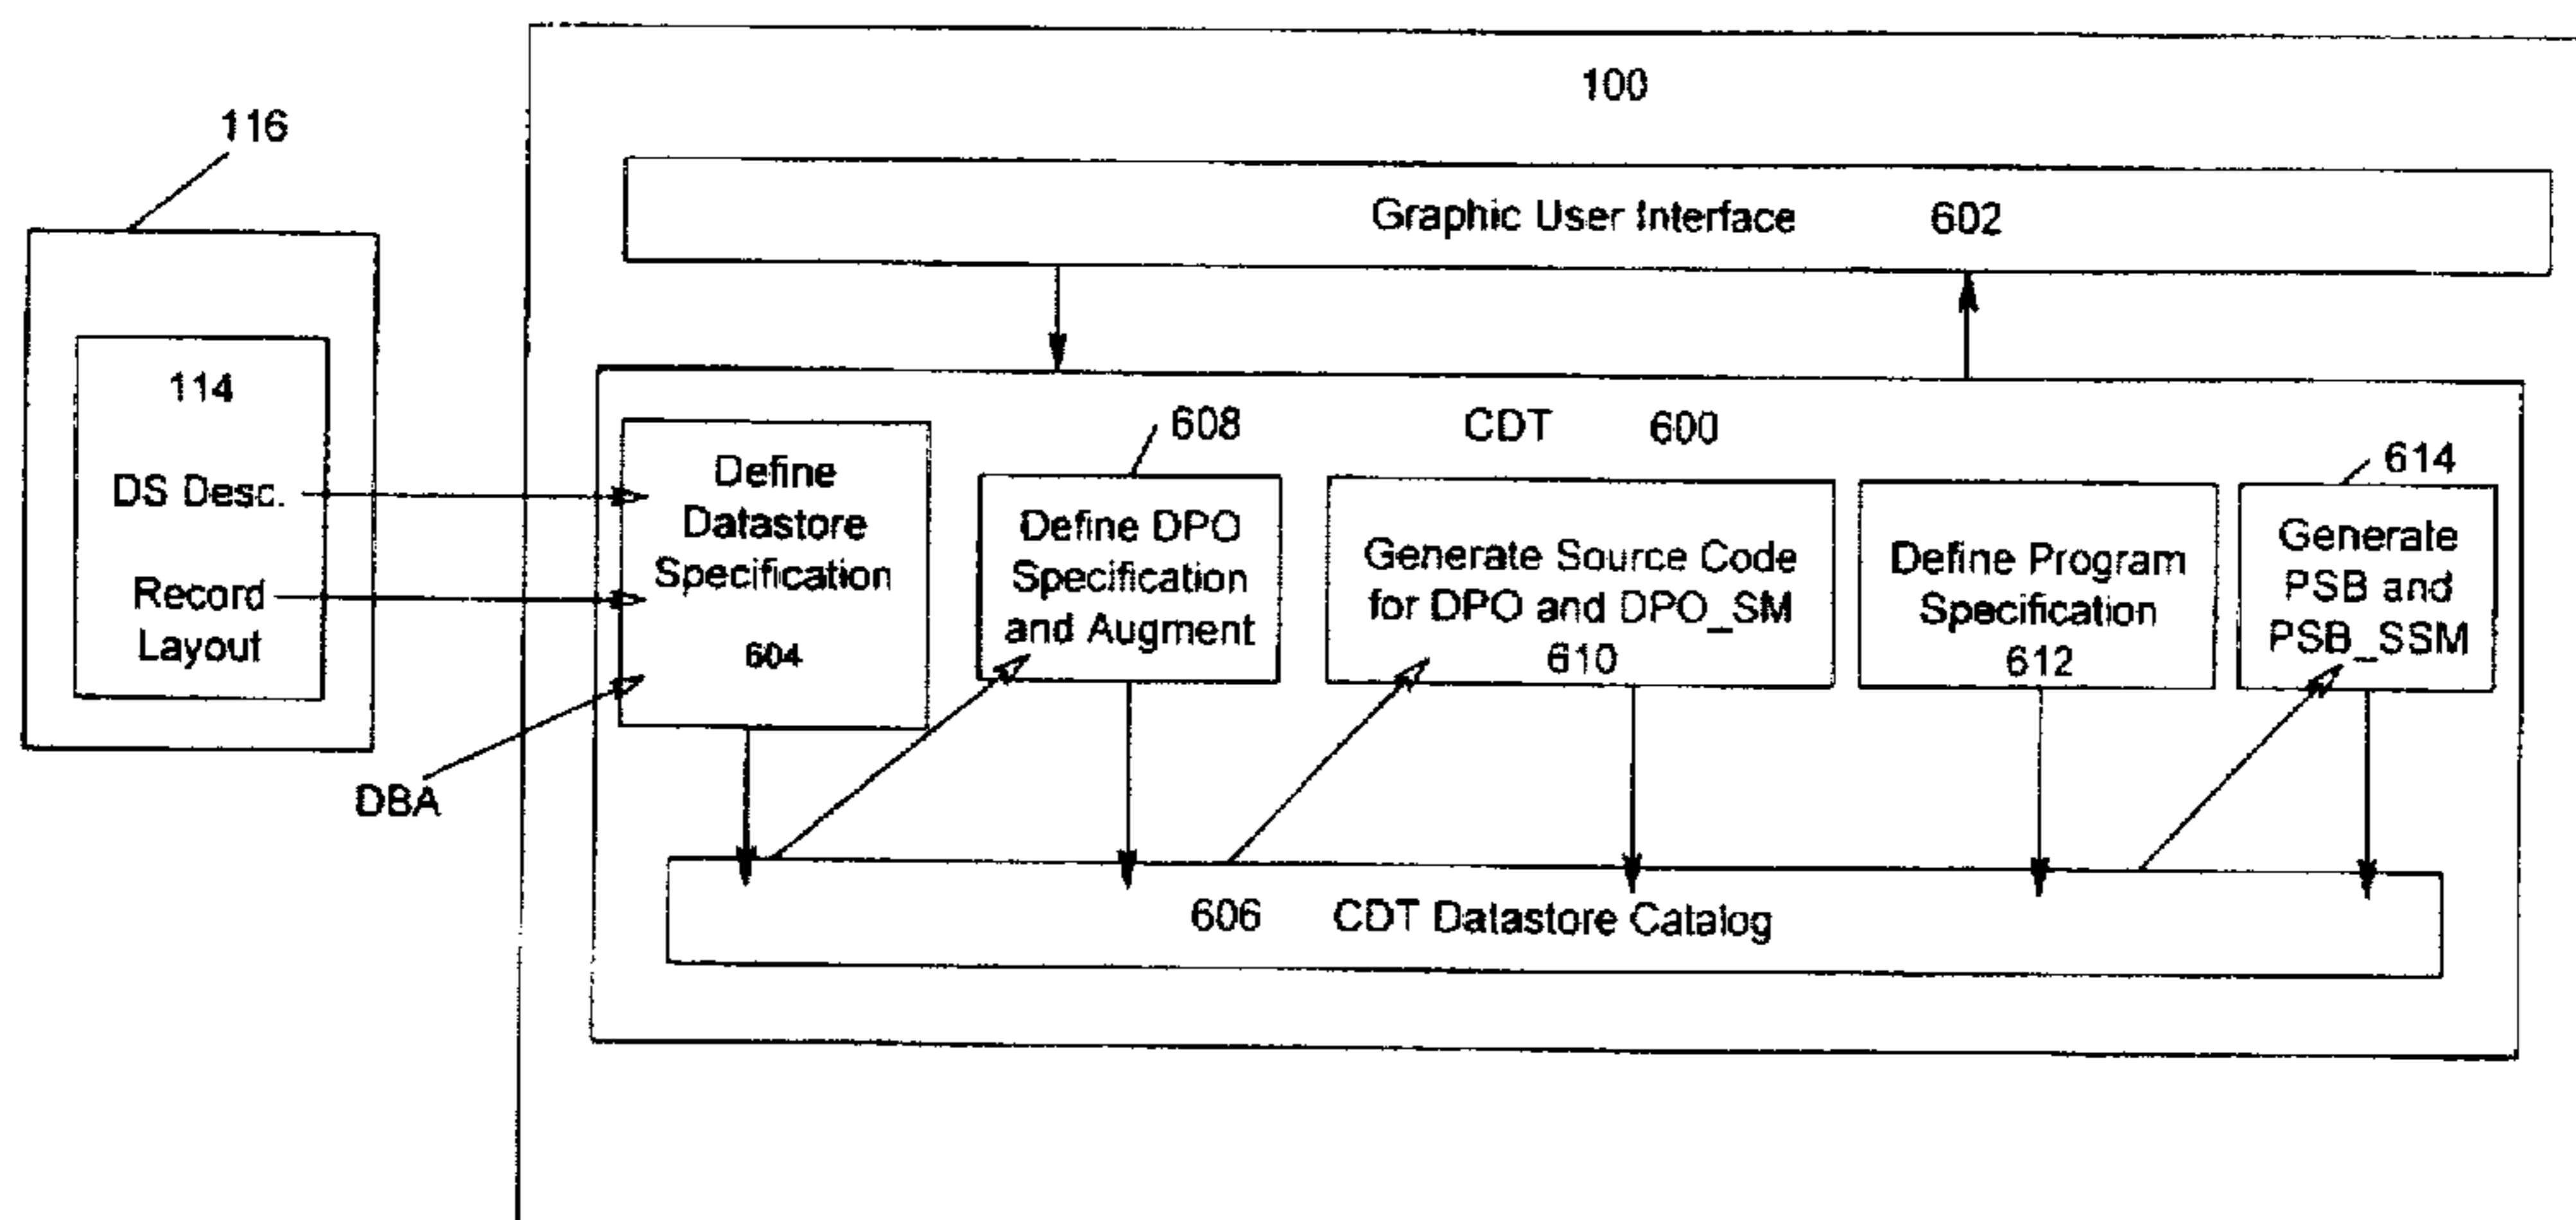 100
116
Graphic User Interface 602
114
DS Desc.
Record
Layout
DBA
CDT 600
Define
Datastore
Specification
604
608
Define DPO
Specification
and Augment
Generate Source Code
for DPO and DPO_SM
610
Define Program
Specification
612
614
Generate
PSB and
PSB_SSM
606 CDT Datastore Catalog